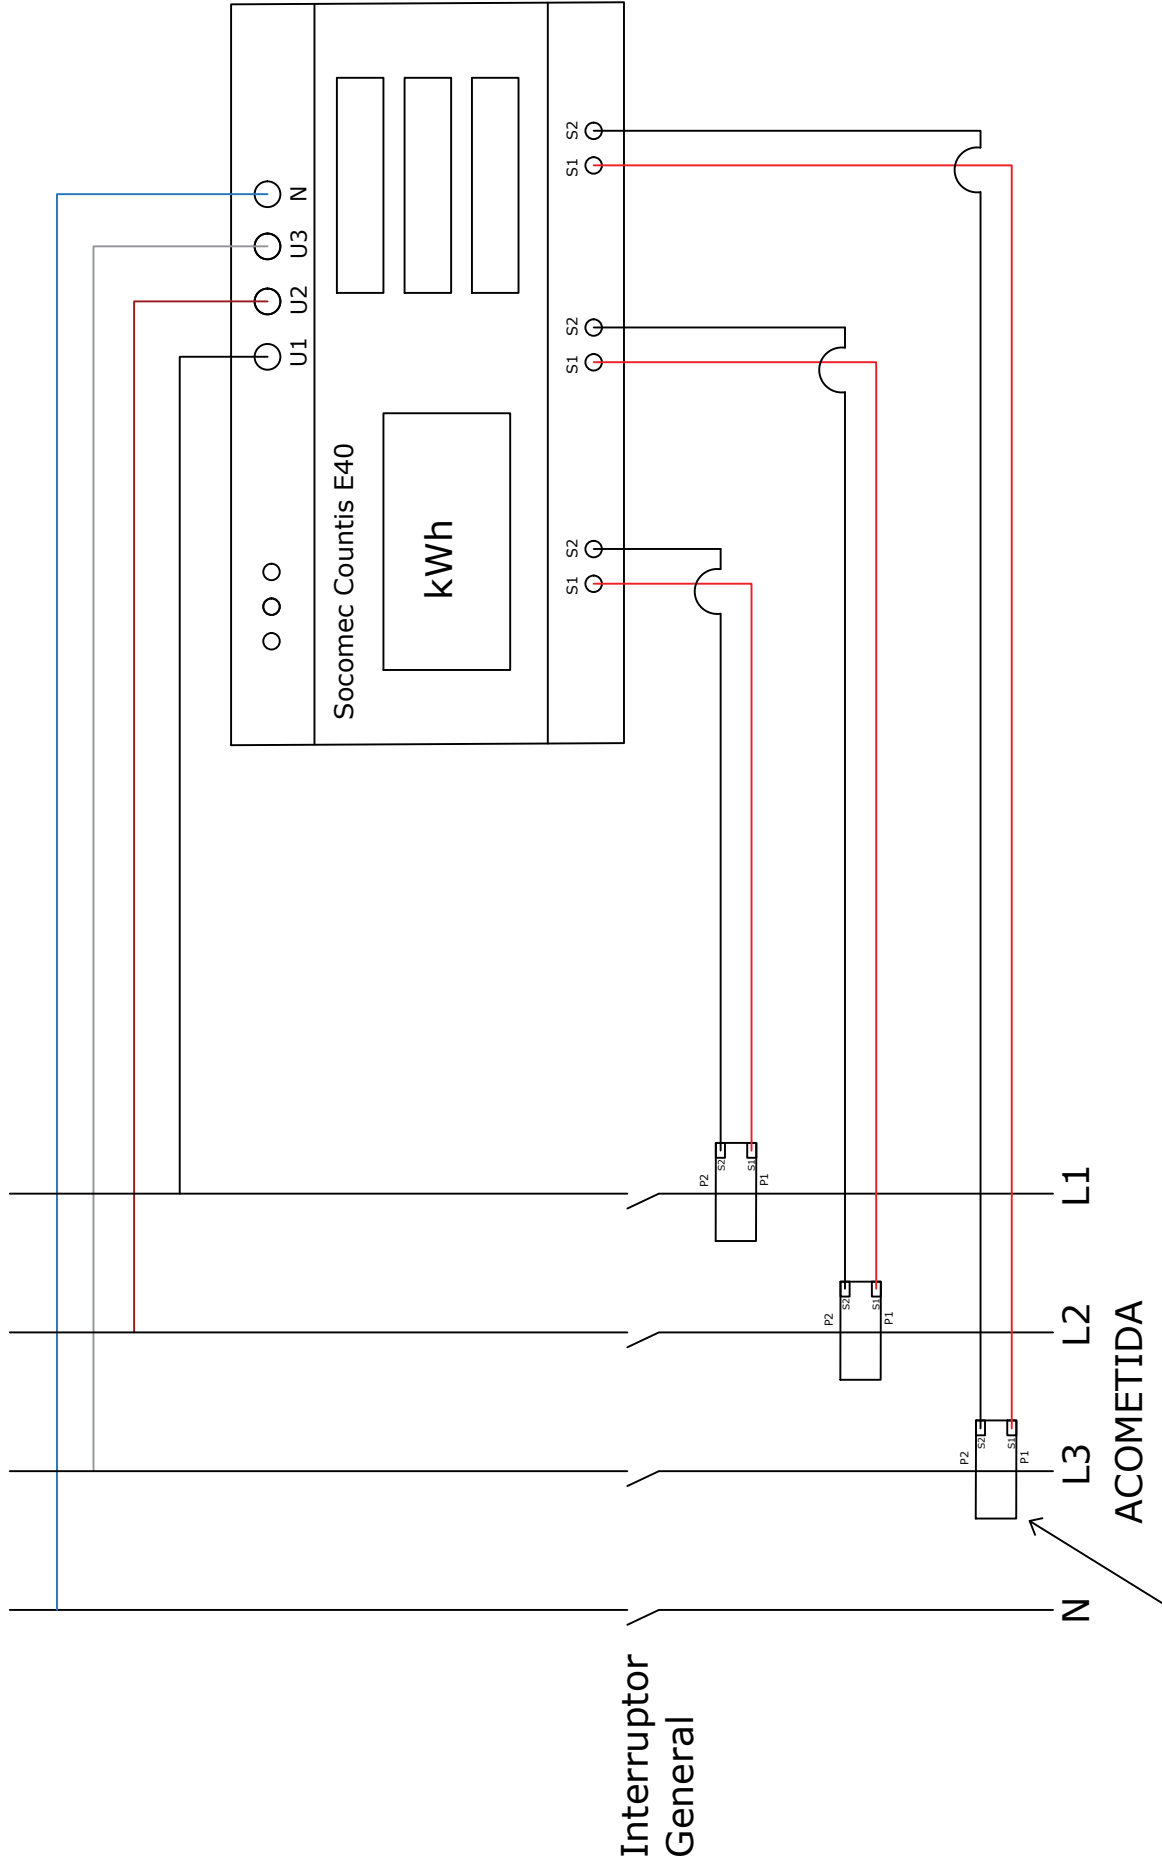 Socomec Countis E40
kWh
U1
U2
U3
N
S1
S2
S1
S2
S1
S2
Interruptor
General
P2
S2
S1
P1
P2
S2
S1
P1
P2
S2
S1
P1
N
L3
L2
L1
ACOMETIDA